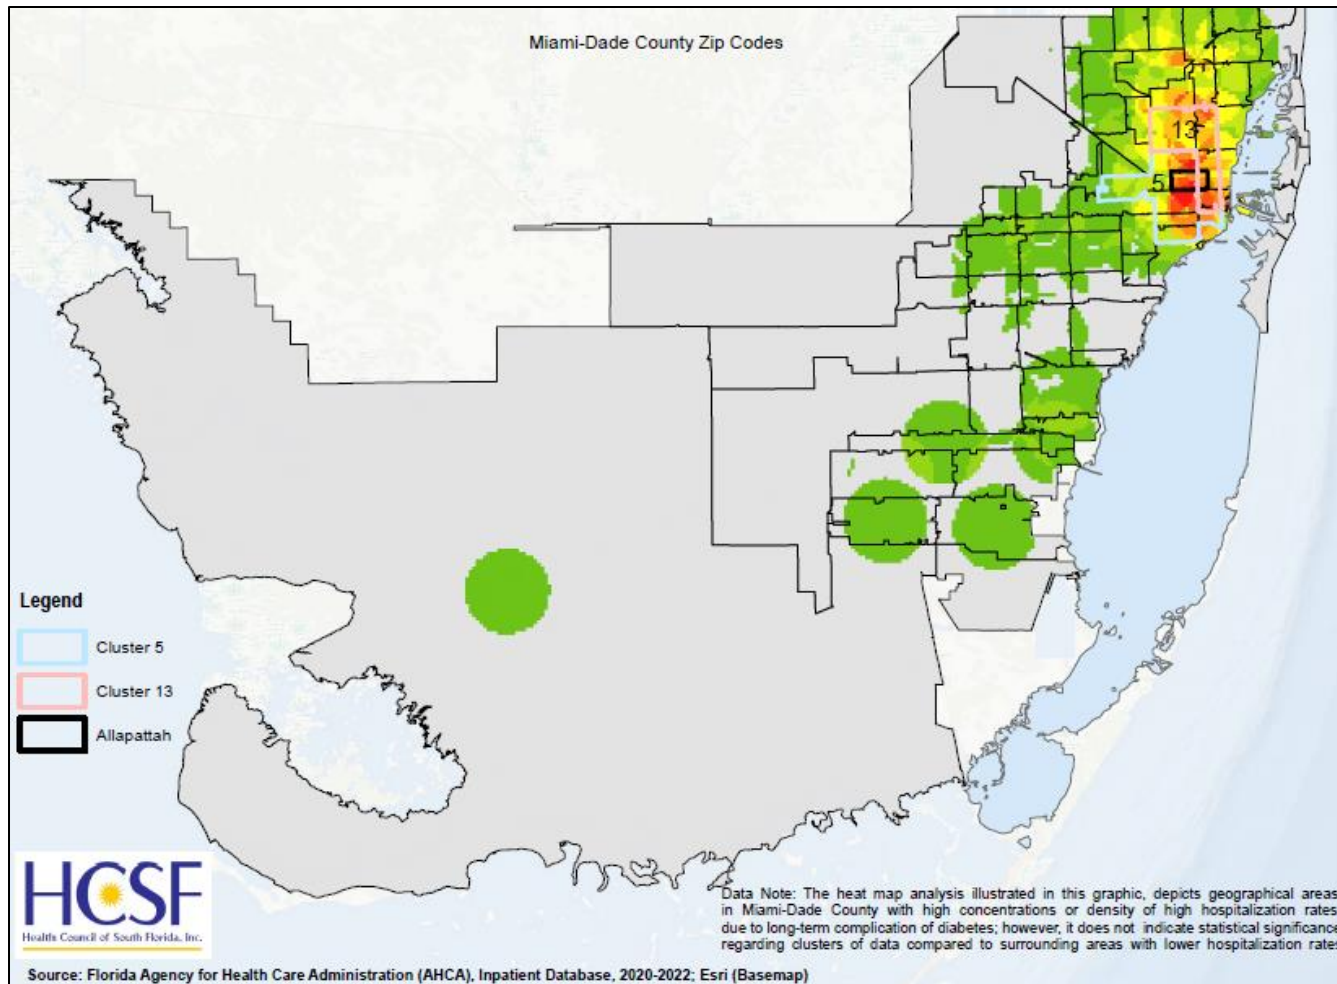 Miami-Dade County Zip Codes
13
5
Legend
Cluster 5
Cluster 13
Allapattah
HCSF
Health Council of South Florida, Inc.
Data Note: The heat map analysis illustrated in this graphic, depicts geographical areas
in Miami-Dade County with high concentrations or density of high hospitalization rates
due to long-term complication of diabetes; however, it does not indicate statistical significance
regarding clusters of data compared to surrounding areas with lower hospitalization rates
Source: Florida Agency for Health Care Administration (AHCA), Inpatient Database, 2020-2022; Esri (Basemap)